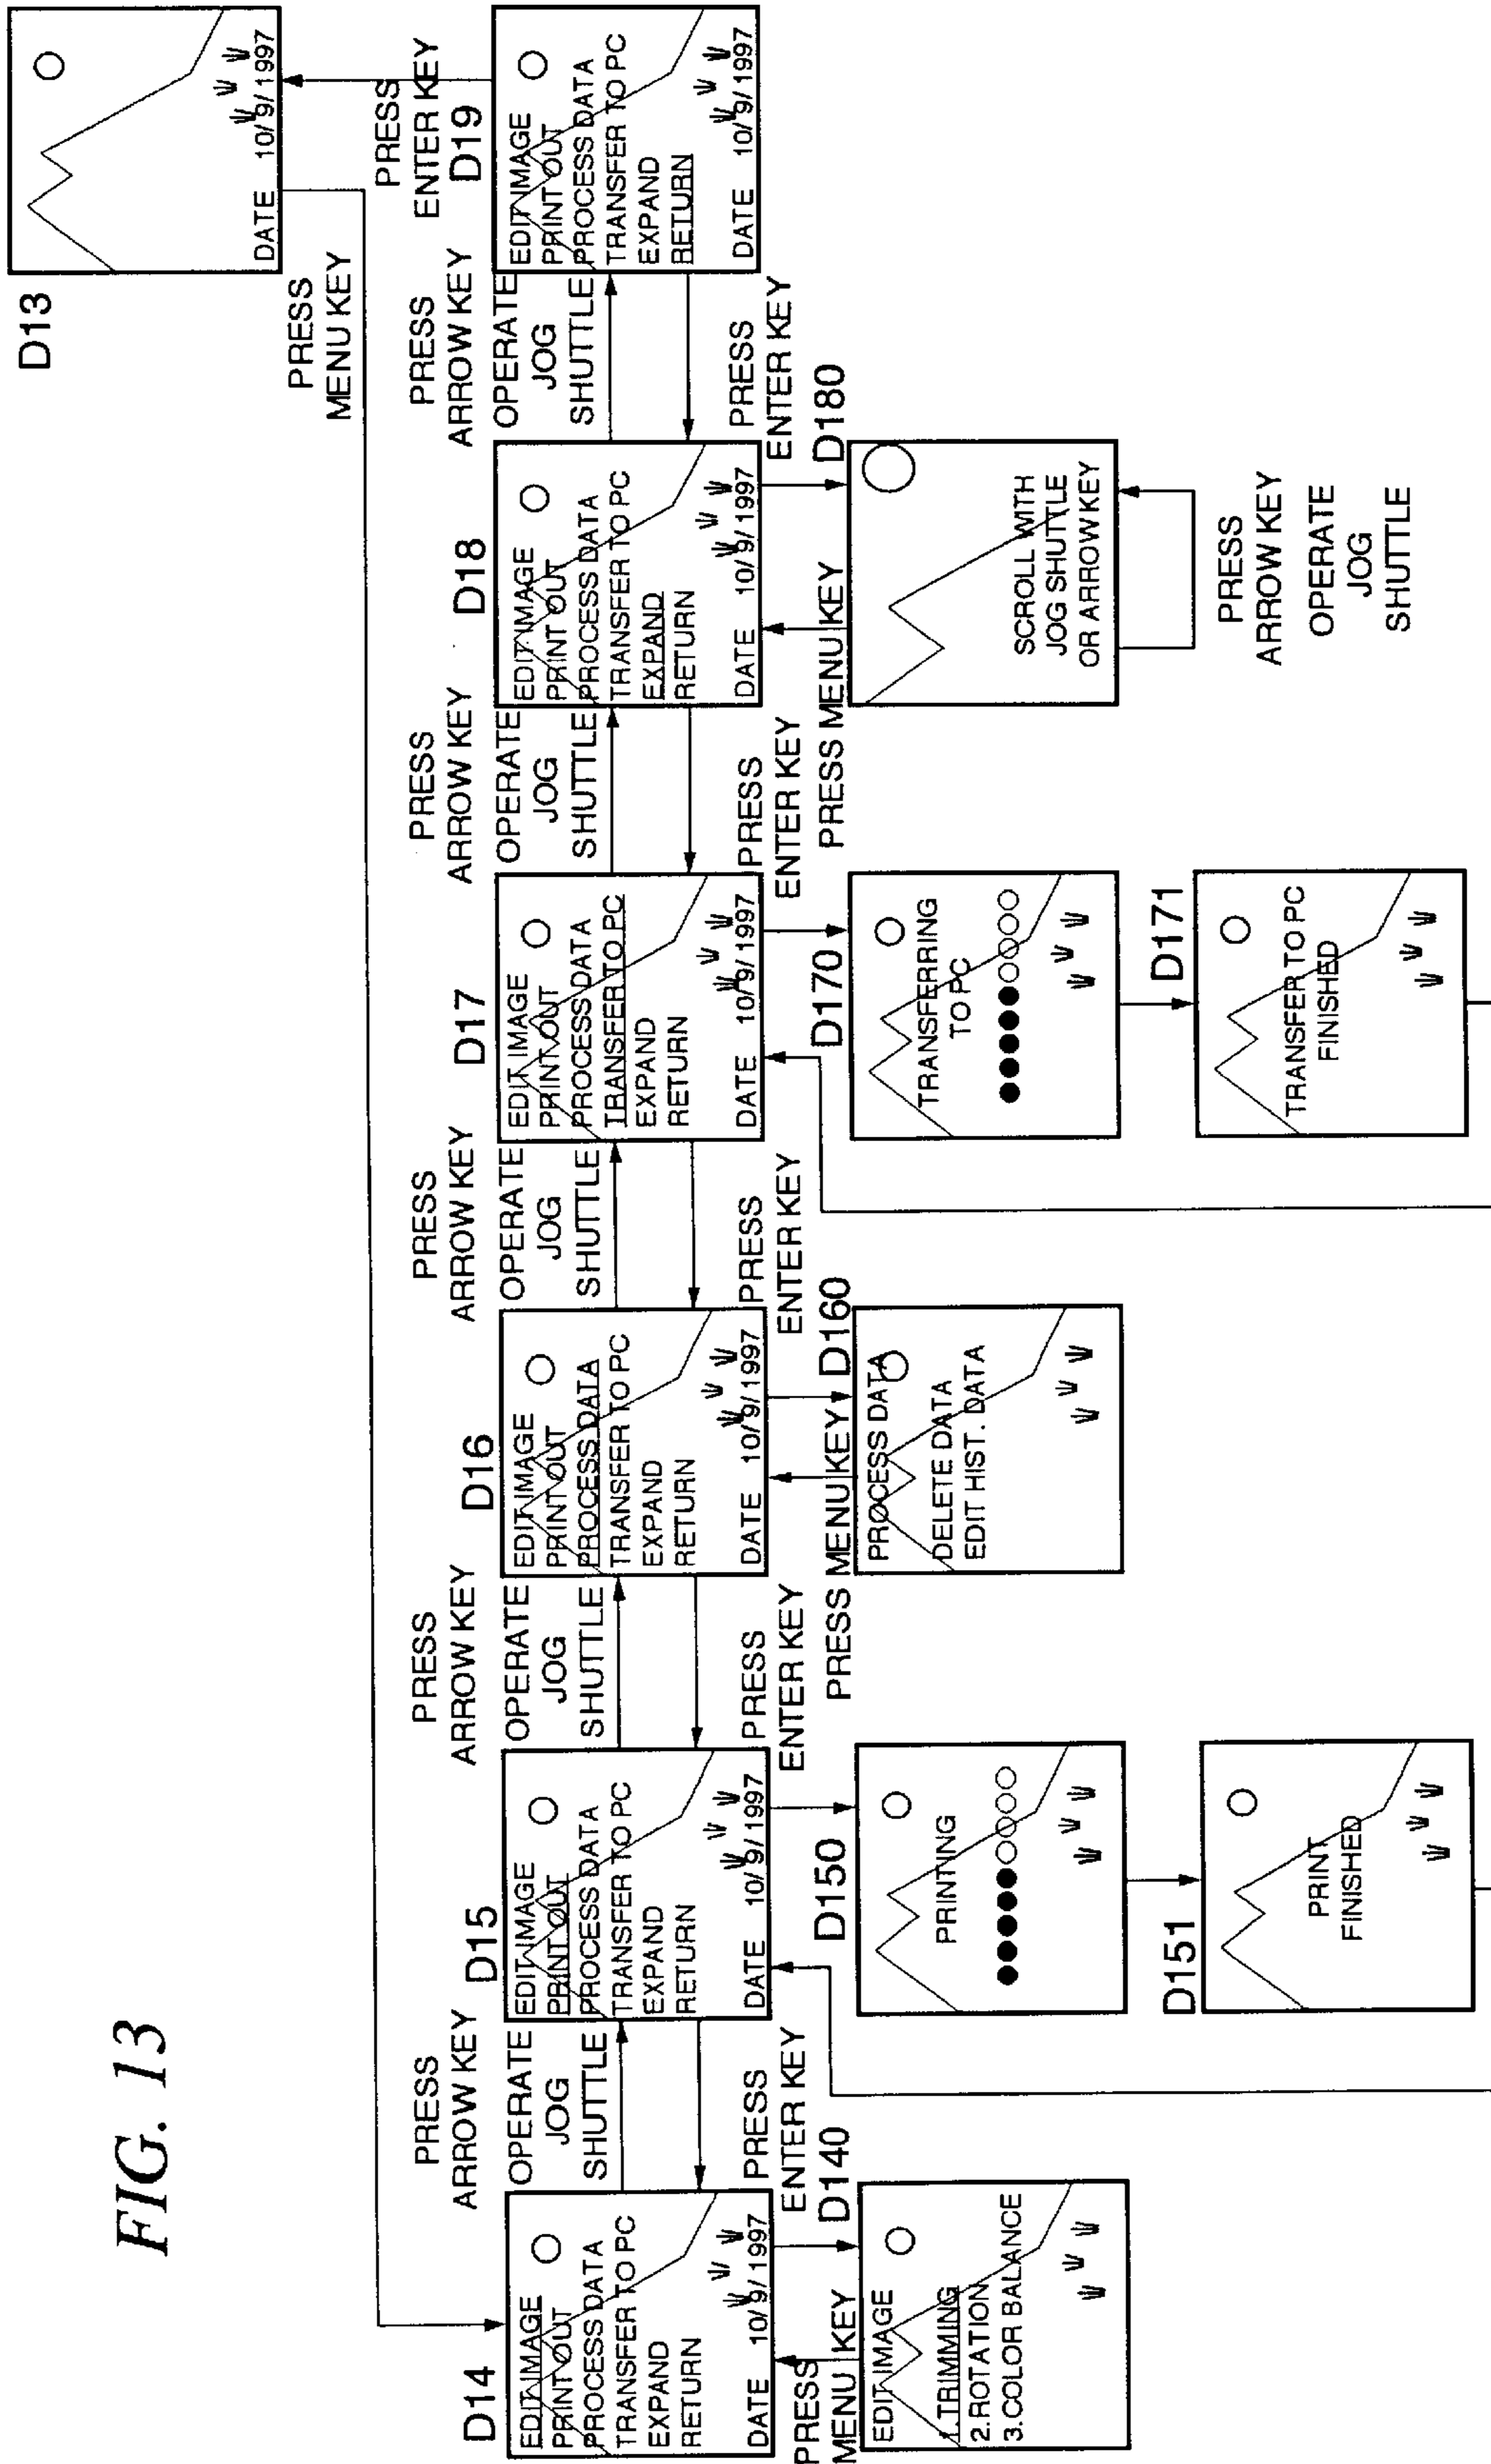 FIG. 13
D13
DATE 10/9/1997
PRESS
MENU KEY
D14
EDIT IMAGE
PRINT OUT
PROCESS DATA
TRANSFER TO PC
EXPAND
RETURN
DATE 10/9/1997
PRESS
ARROW KEY
OPERATE
JOG
SHUTTLE
PRESS
ENTER KEY
PRESS
MENU KEY
D140
EDIT IMAGE
1.TRIMMING
2.ROTATION
3.COLOR BALANCE
D15
EDIT IMAGE
PRINT OUT
PROCESS DATA
TRANSFER TO PC
EXPAND
RETURN
DATE 10/9/1997
PRESS
ARROW KEY
OPERATE
JOG
SHUTTLE
PRESS
ENTER KEY
D150
PRINTING
D151
PRINT
FINISHED
D16
EDIT IMAGE
PRINT OUT
PROCESS DATA
TRANSFER TO PC
EXPAND
RETURN
DATE 10/9/1997
PRESS
ARROW KEY
OPERATE
JOG
SHUTTLE
PRESS
ENTER KEY
PRESS MENU KEY
D160
PROCESS DATA
DELETE DATA
EDIT HIST. DATA
D17
EDIT IMAGE
PRINT OUT
PROCESS DATA
TRANSFER TO PC
EXPAND
RETURN
DATE 10/9/1997
PRESS
ARROW KEY
OPERATE
JOG
SHUTTLE
PRESS
ENTER KEY
D170
TRANSFERRING
TO PC
D171
TRANSFER TO PC
FINISHED
D18
EDIT IMAGE
PRINT OUT
PROCESS DATA
TRANSFER TO PC
EXPAND
RETURN
DATE 10/9/1997
PRESS
ARROW KEY
OPERATE
JOG
SHUTTLE
PRESS
ENTER KEY
PRESS MENU KEY
D180
SCROLL WITH
JOG SHUTTLE
OR ARROW KEY
PRESS
ARROW KEY
OPERATE
JOG
SHUTTLE
D19
EDIT IMAGE
PRINT OUT
PROCESS DATA
TRANSFER TO PC
EXPAND
RETURN
DATE 10/9/1997
PRESS
ENTER KEY